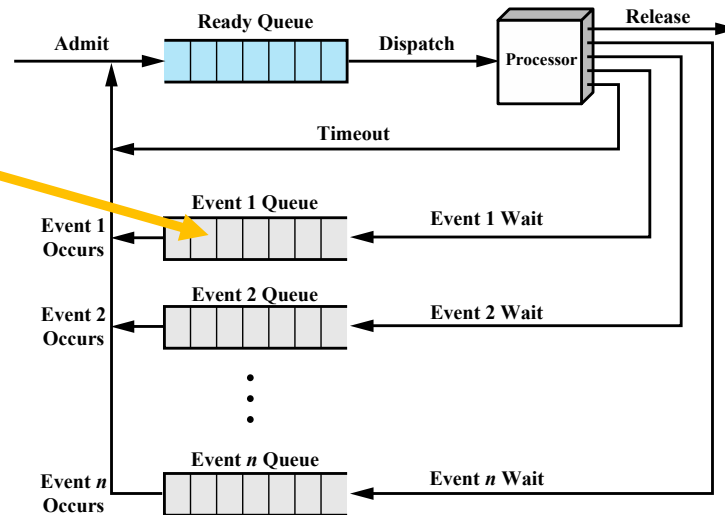 Ready Queue
Release
Admit
Dispatch
Processor
Timeout
Event 1 Queue
Event 1
Occurs
Event 1 Wait
Event 2 Queue
Event 2
Occurs
Event 2 Wait
Event n Queue
Event n
Occurs
Event n Wait